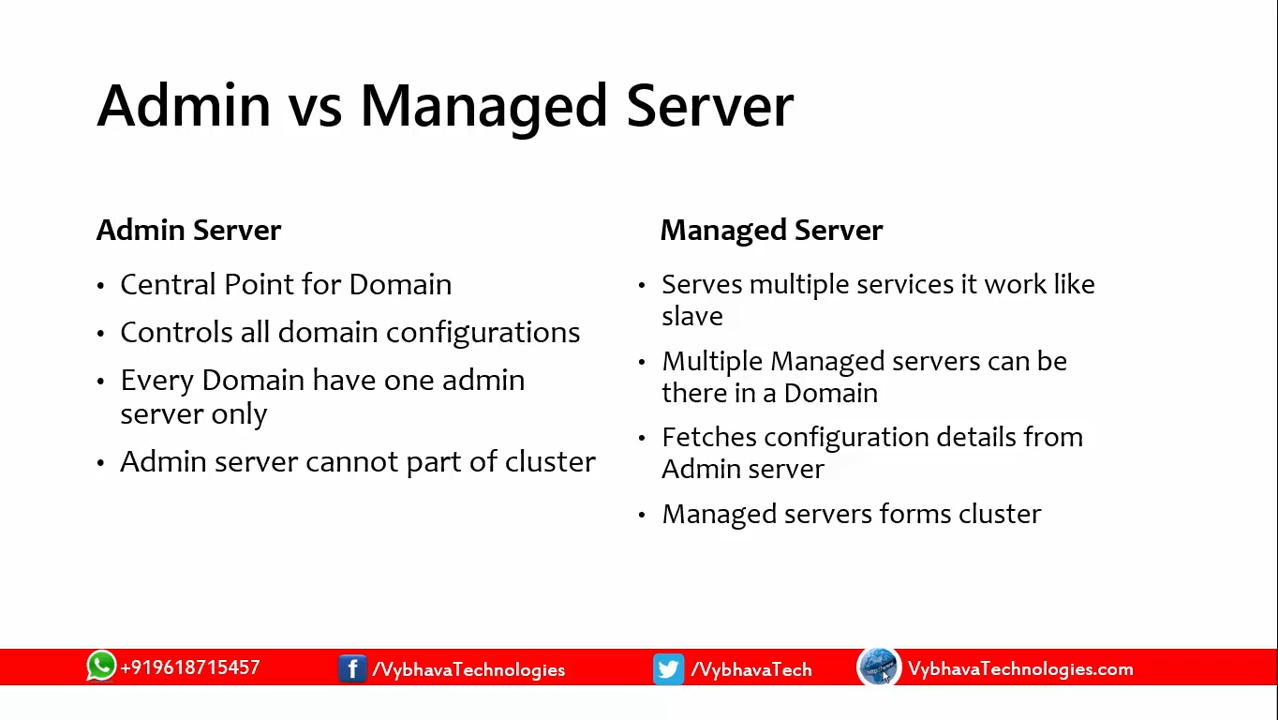 Admin vs Managed Server
Admin Server
• Central Point for Domain
• Controls all domain configurations
• Every Domain have one admin
server only
• Admin server cannot part of cluster
Managed Server
• Serves multiple services it work like
slave
• Multiple Managed servers can be
there in a Domain
• Fetches configuration details from
Admin server
• Managed servers forms cluster
+919618715457 /VybhavaTechnologies /VybhavaTech VybhavaTechnologies.com